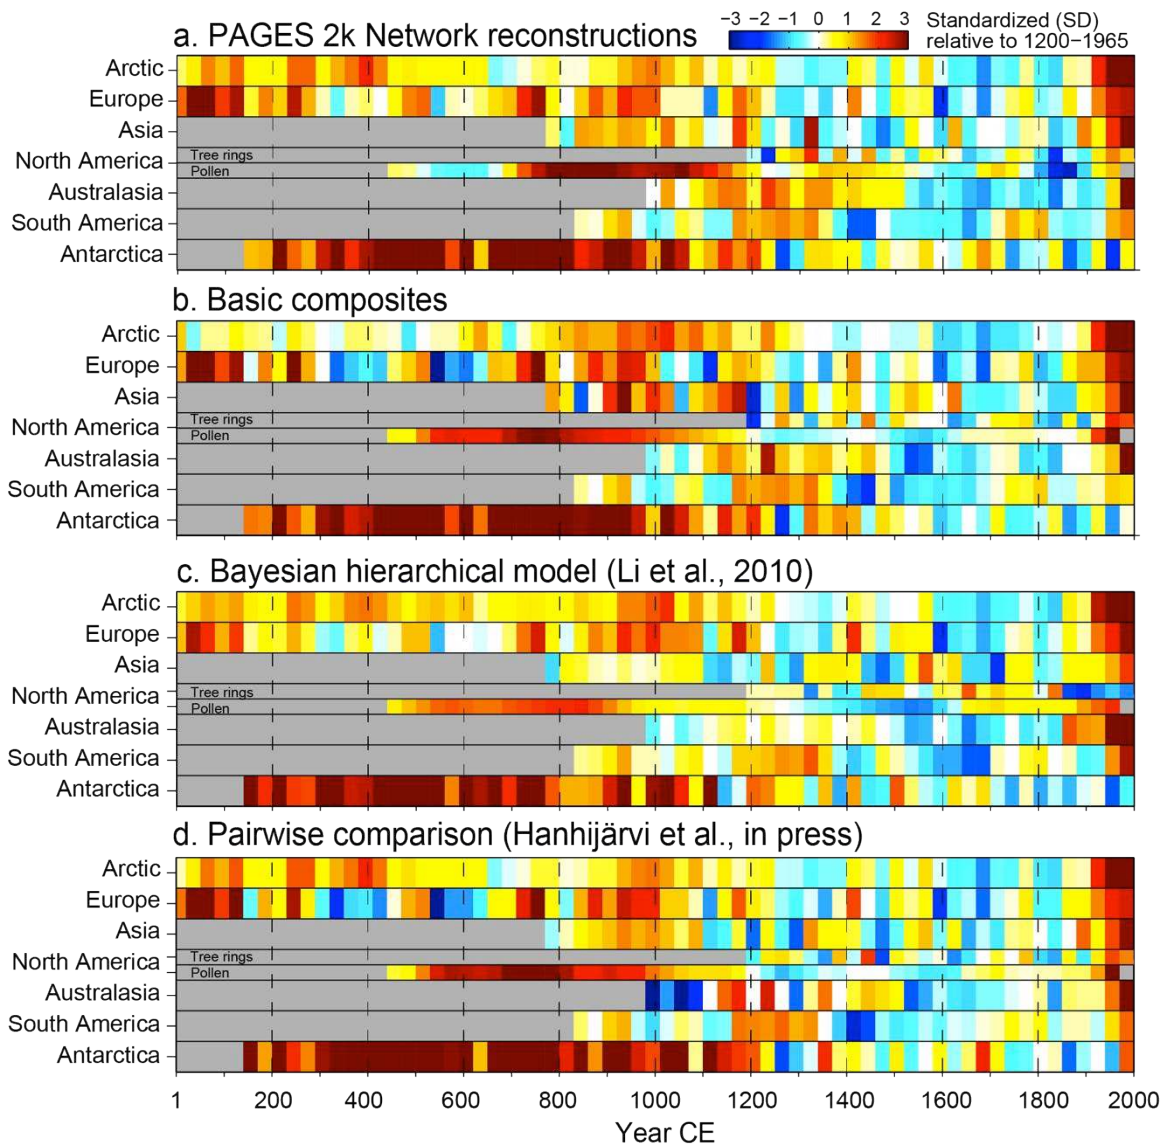 −3 −2 −1 0 1 2 3
Standardized (SD)
relative to 1200−1965
a. PAGES 2k Network reconstructions
Arctic
Europe
Asia
North America
Tree rings
Pollen
Australasia
South America
Antarctica
b. Basic composites
Arctic
Europe
Asia
North America
Tree rings
Pollen
Australasia
South America
Antarctica
c. Bayesian hierarchical model (Li et al., 2010)
Arctic
Europe
Asia
North America
Tree rings
Pollen
Australasia
South America
Antarctica
d. Pairwise comparison (Hanhijärvi et al., in press)
Arctic
Europe
Asia
North America
Tree rings
Pollen
Australasia
South America
Antarctica
1 200 400 600 800 1000 1200 1400 1600 1800 2000
Year CE